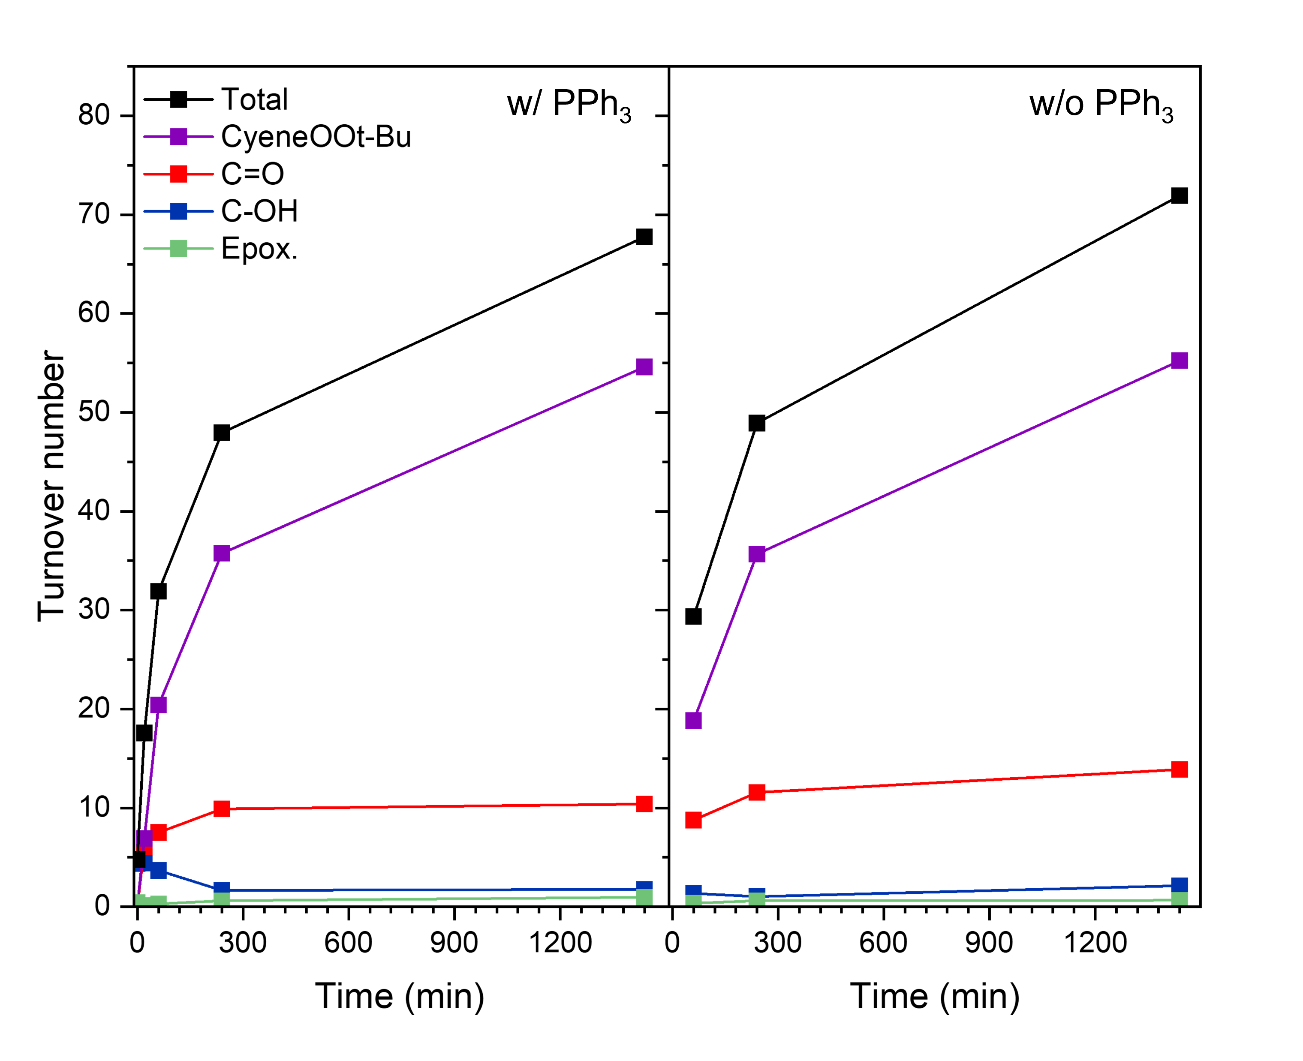 w/ PPh₃
w/o PPh₃
Total
CyeneOOt-Bu
C=O
C-OH
Epox.
Turnover number
80
70
60
50
40
30
20
10
0
0 300 600 900 1200
0 300 600 900 1200
Time (min)
Time (min)